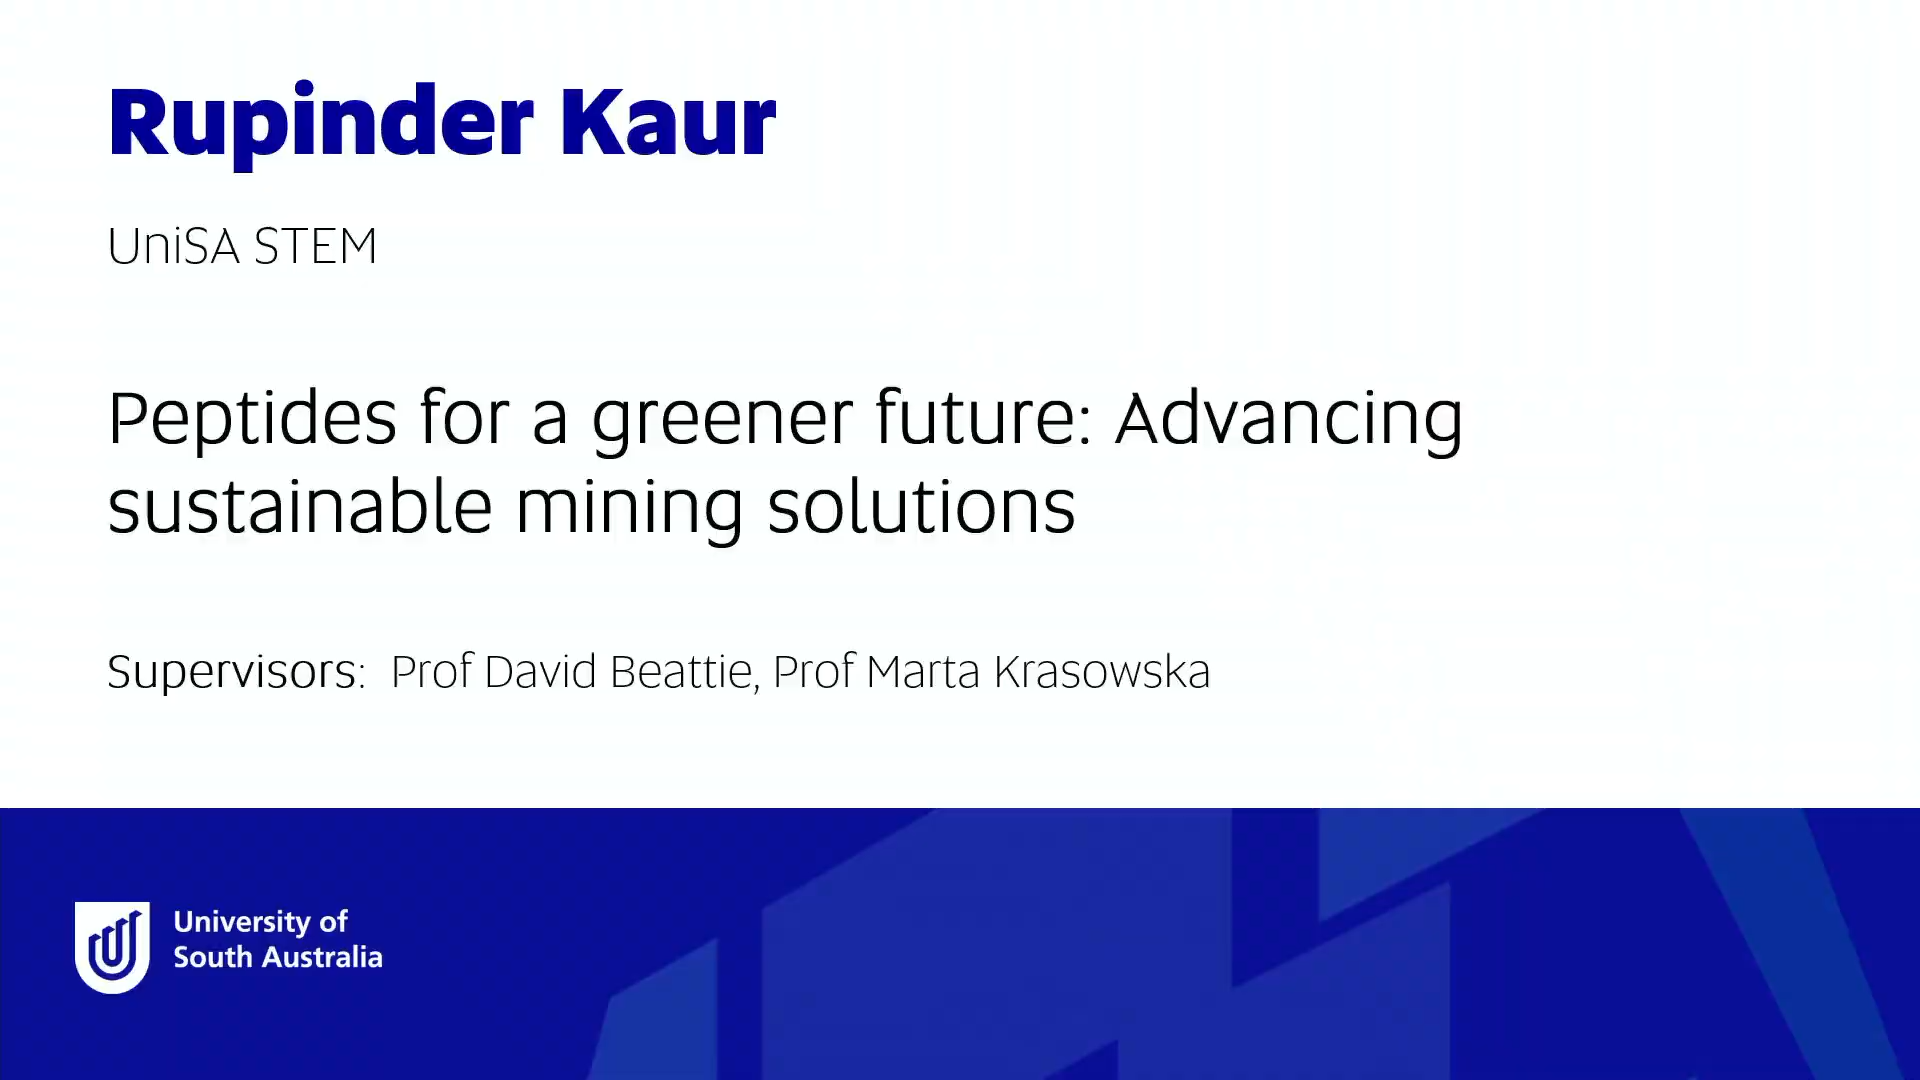 Rupinder Kaur
UniSA STEM
Peptides for a greener future: Advancing
sustainable mining solutions
Supervisors: Prof David Beattie, Prof Marta Krasowska
University of
South Australia